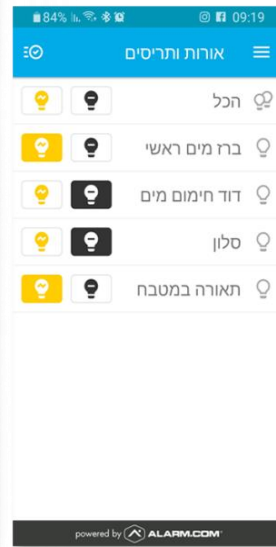 84% 09:19
אורות ותריסים
הכל
ברז מים ראשי
דוד חימום מים
סלון
תאורה במטבח
powered by ALARM.COM